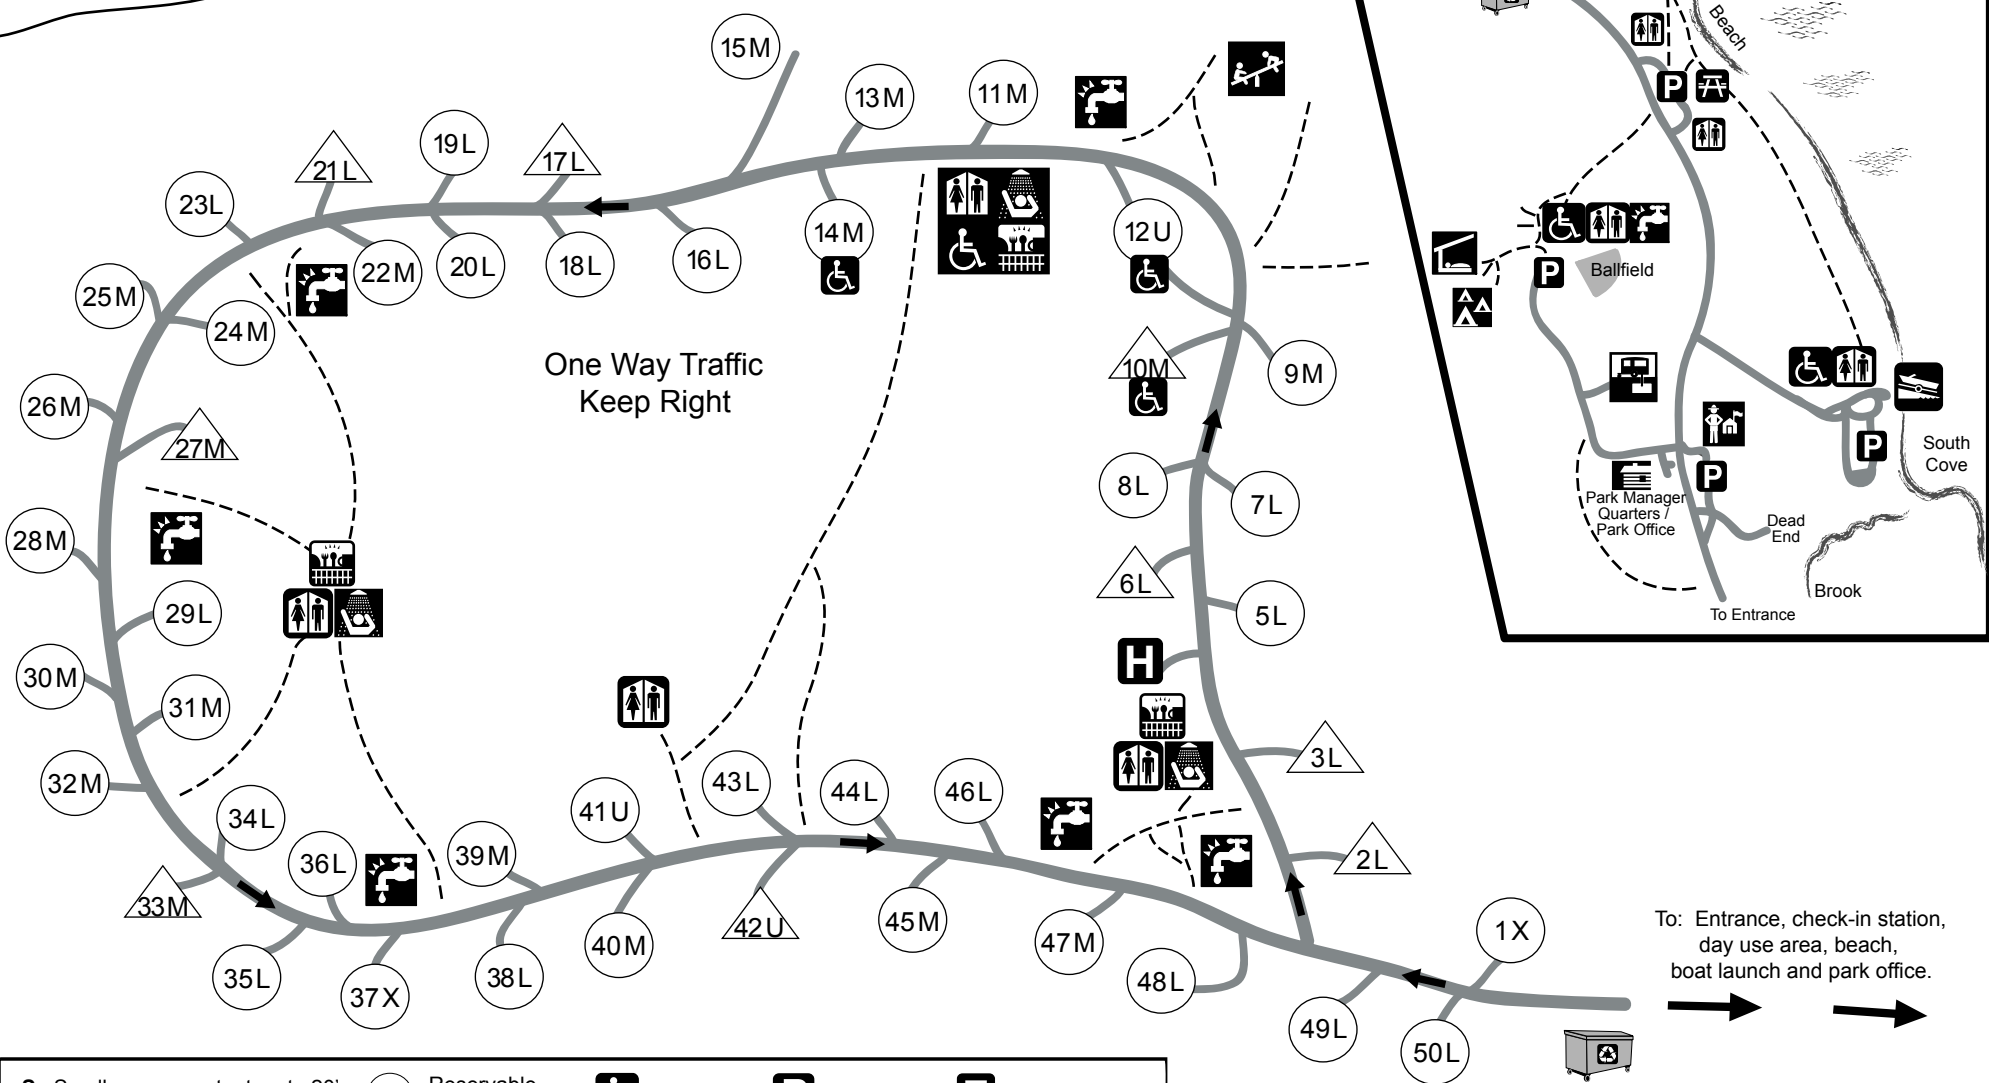 15M
13M
11M
19L
17L
21L
23L
14M
12U
16L
18L
20L
22M
25M
24M
One Way Traffic
Keep Right
10M
9M
26M
27M
8L
7L
28M
6L
5L
29L
H
30M
31M
3L
32M
43L
44L
46L
41U
34L
36L
39M
2L
33M
42U
45M
40M
47M
1X
35L
38L
37X
48L
49L
50L
To: Entrance, check-in station,
day use area, beach,
boat launch and park office.
Beach
P
Ballfield
P
P
South
Cove
P
Park Manager
Quarters /
Park Office
Dead
End
Brook
To Entrance
Reservable